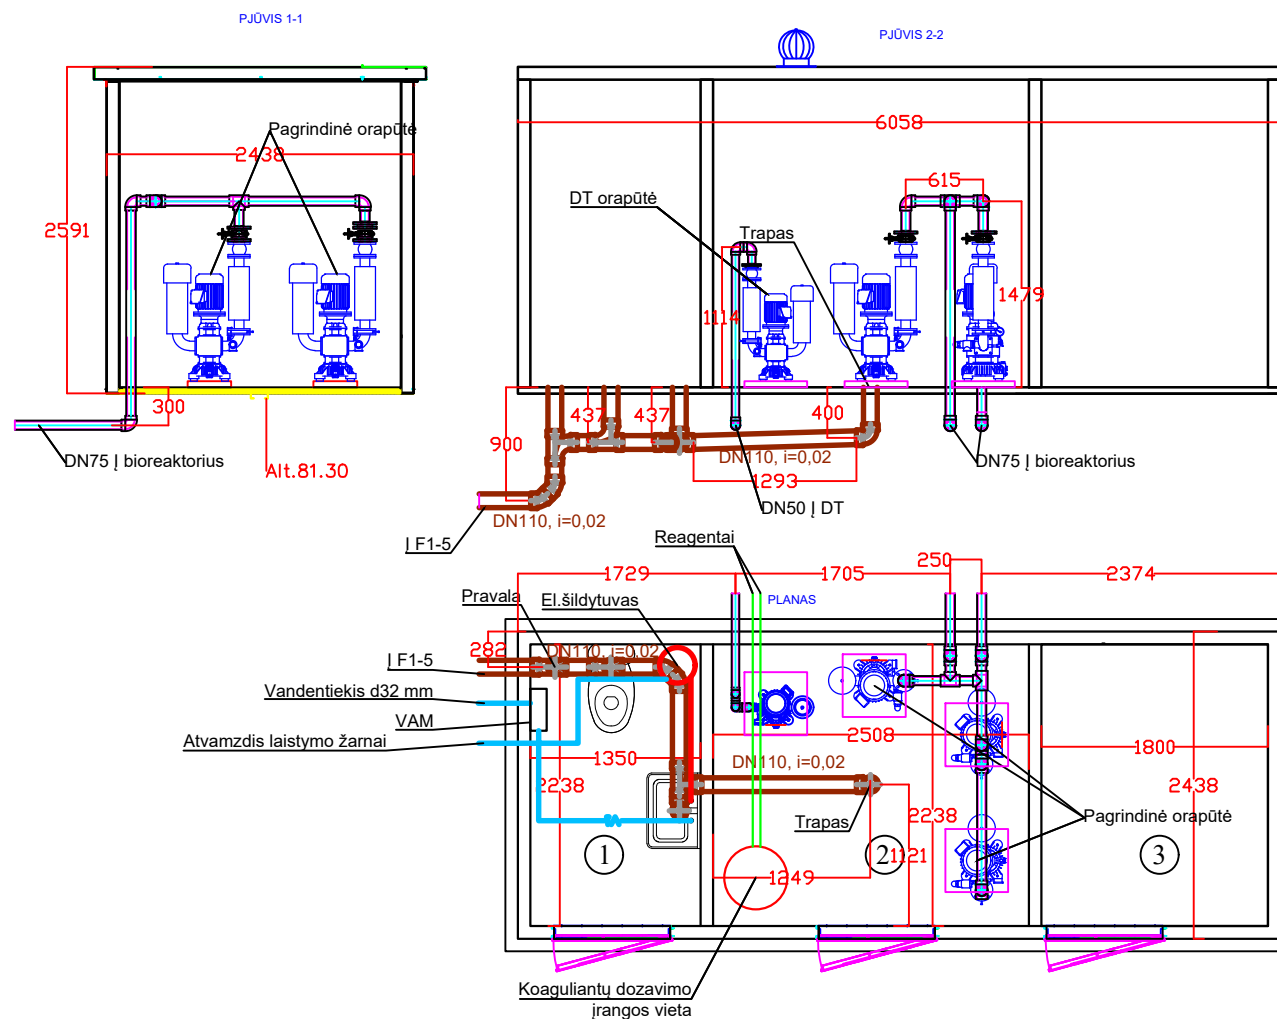 PJŪVIS 1-1
PJŪVIS 2-2
Pagrindinė orapūtė
2438
2591
300
DN75 Į bioreaktorius
Alt.81.30
6058
DT orapūtė
Trapas
615
1114
1479
437
437
400
900
DN110, i=0,02
1293
DN75 Į bioreaktorius
DN50 Į DT
DN110, i=0,02
Į F1-5
Reagentai
250
1729
1705
2374
Pravala
El.šildytuvas
PLANAS
282
DN110, i=0,02
Į F1-5
Vandentiekis d32 mm
VAM
Atvamzdis laistymo žarnai
1350
2508
1800
DN110, i=0,02
2238
2438
Trapas
2238
Pagrindinė orapūtė
1
2
1121
3
1249
Koaguliantų dozavimo
įrangos vieta